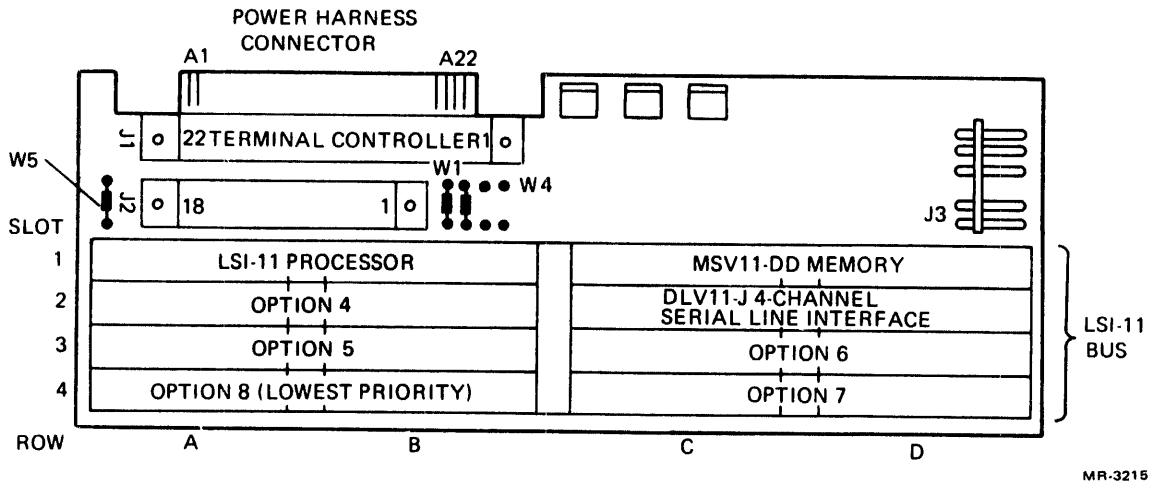 POWER HARNESS
CONNECTOR
A1
A22
J1
22 TERMINAL CONTROLLER 1
W5
W1
W4
J2
18
1
J3
SLOT
1
LSI-11 PROCESSOR
MSV11-DD MEMORY
2
OPTION 4
DLV11-J 4-CHANNEL
SERIAL LINE INTERFACE
LSI-11
BUS
3
OPTION 5
OPTION 6
4
OPTION 8 (LOWEST PRIORITY)
OPTION 7
ROW
A
B
C
D
MR-3215